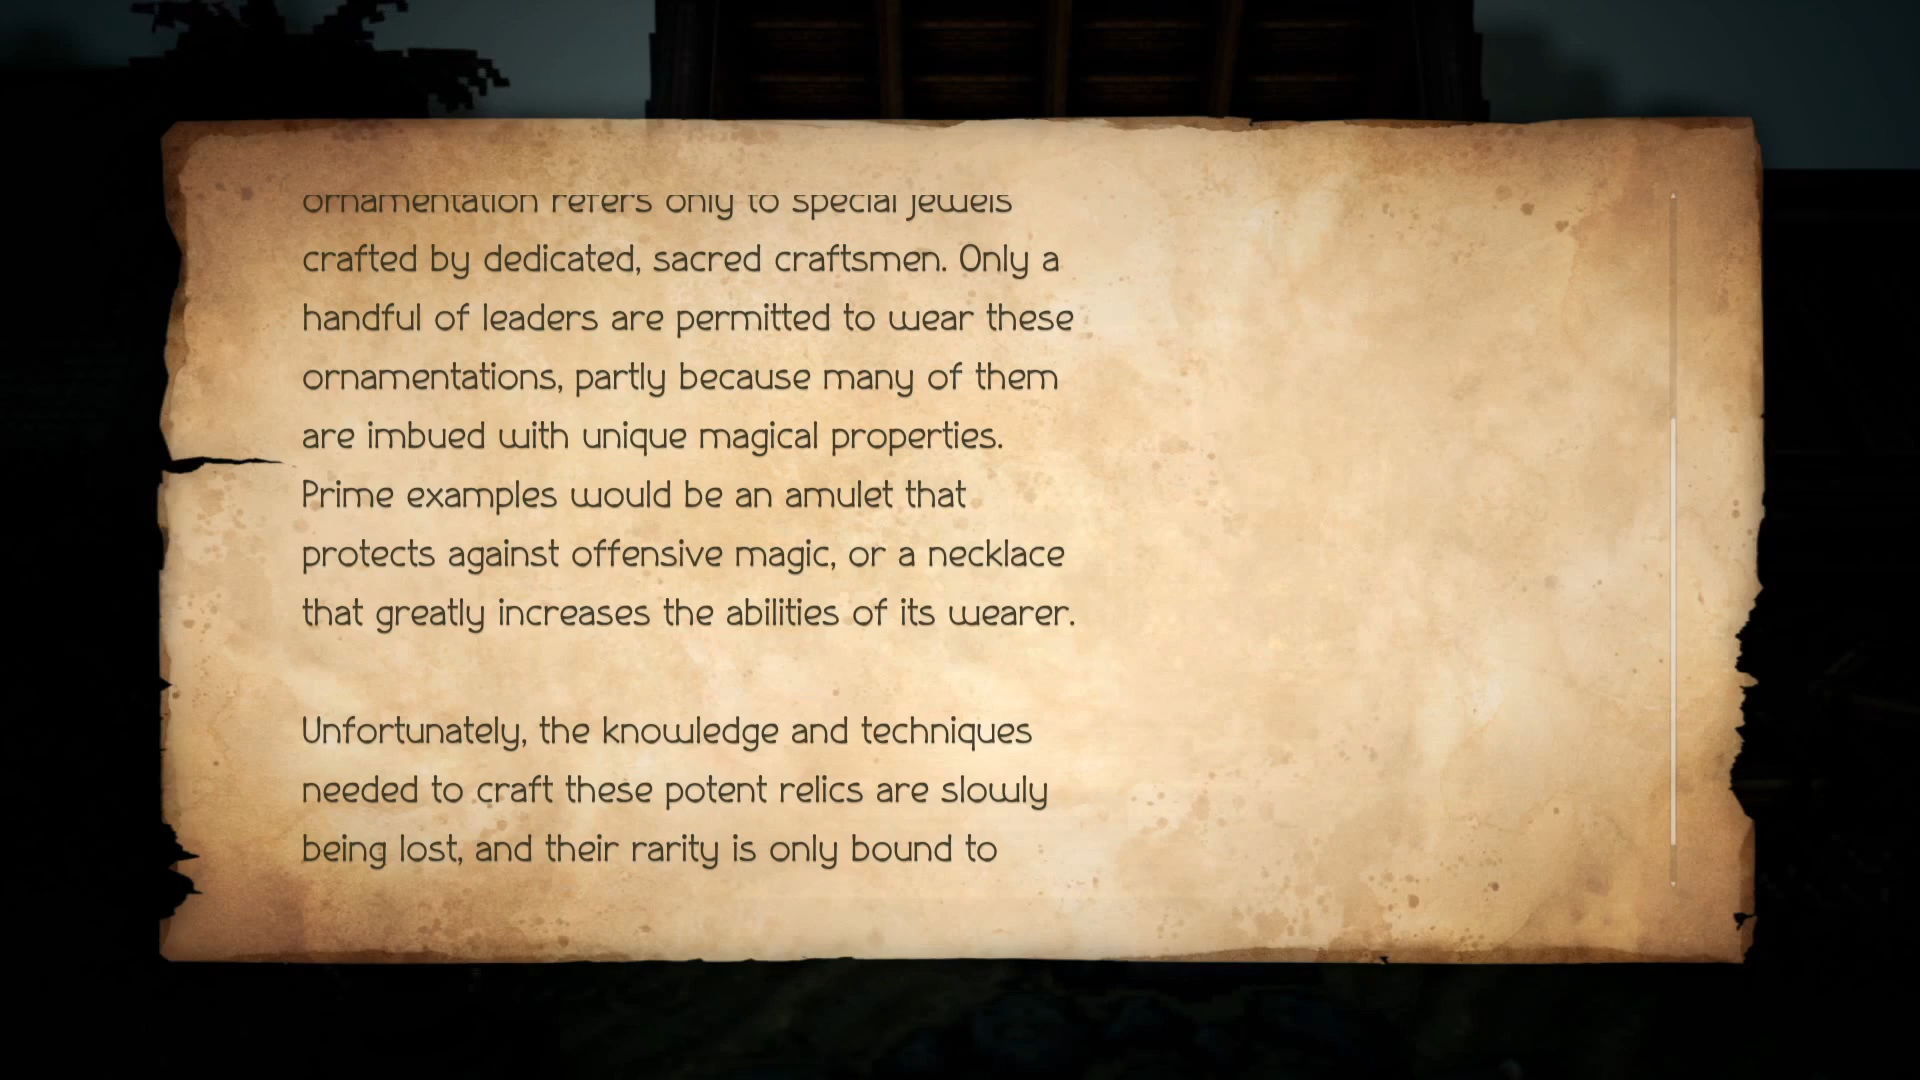 ornamentation refers only to special jewels
crafted by dedicated, sacred craftsmen. Only a
handful of leaders are permitted to wear these
ornamentations, partly because many of them
are imbued with unique magical properties.
Prime examples would be an amulet that
protects against offensive magic, or a necklace
that greatly increases the abilities of its wearer.
Unfortunately, the knowledge and techniques
needed to craft these potent relics are slowly
being lost, and their rarity is only bound to